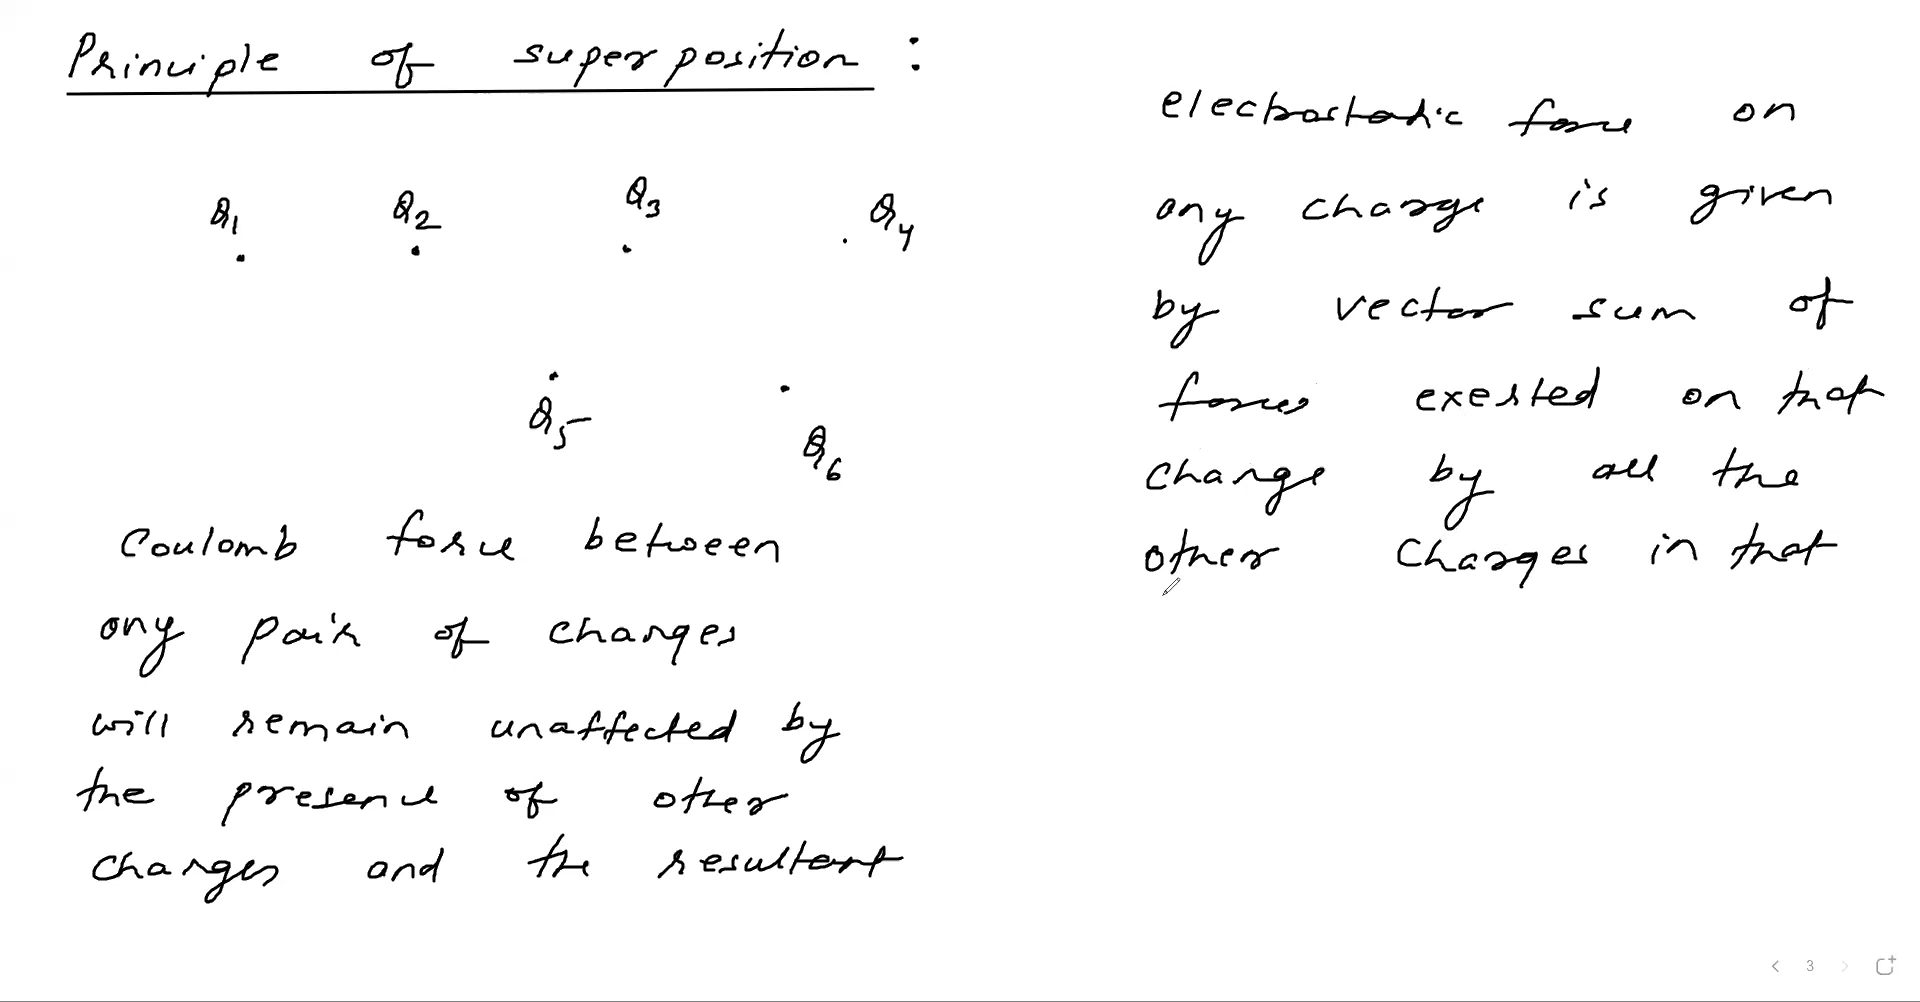 Principle of superposition :
Q1 Q2 Q3 Q4
Q5 Q6
Coulomb force between
any pair of charges
will remain unaffected by
the presence of other
charges and the resultant
electrostatic force on
any charge is given
by vector sum of
forces exerted on that
charge by all the
other charges in that
3